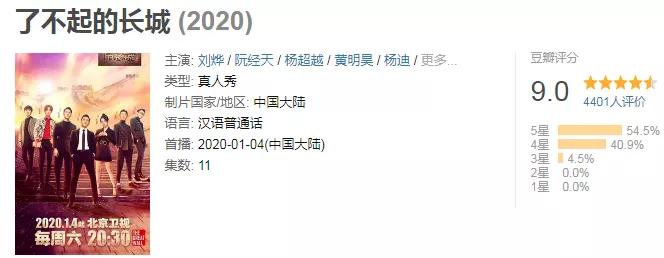 了不起的长城 (2020)
2020.1.4起 北京卫视
每周六 20:30 THE GREAT WALL
主演: 刘烨 / 阮经天 / 杨超越 / 黄明昊 / 杨迪 / 更多...
类型: 真人秀
制片国家/地区: 中国大陆
语言: 汉语普通话
首播: 2020-01-04(中国大陆)
集数: 11
豆瓣评分
9.0
4401人评价
5星 54.5%
4星 40.9%
3星 4.5%
2星 0.0%
1星 0.0%